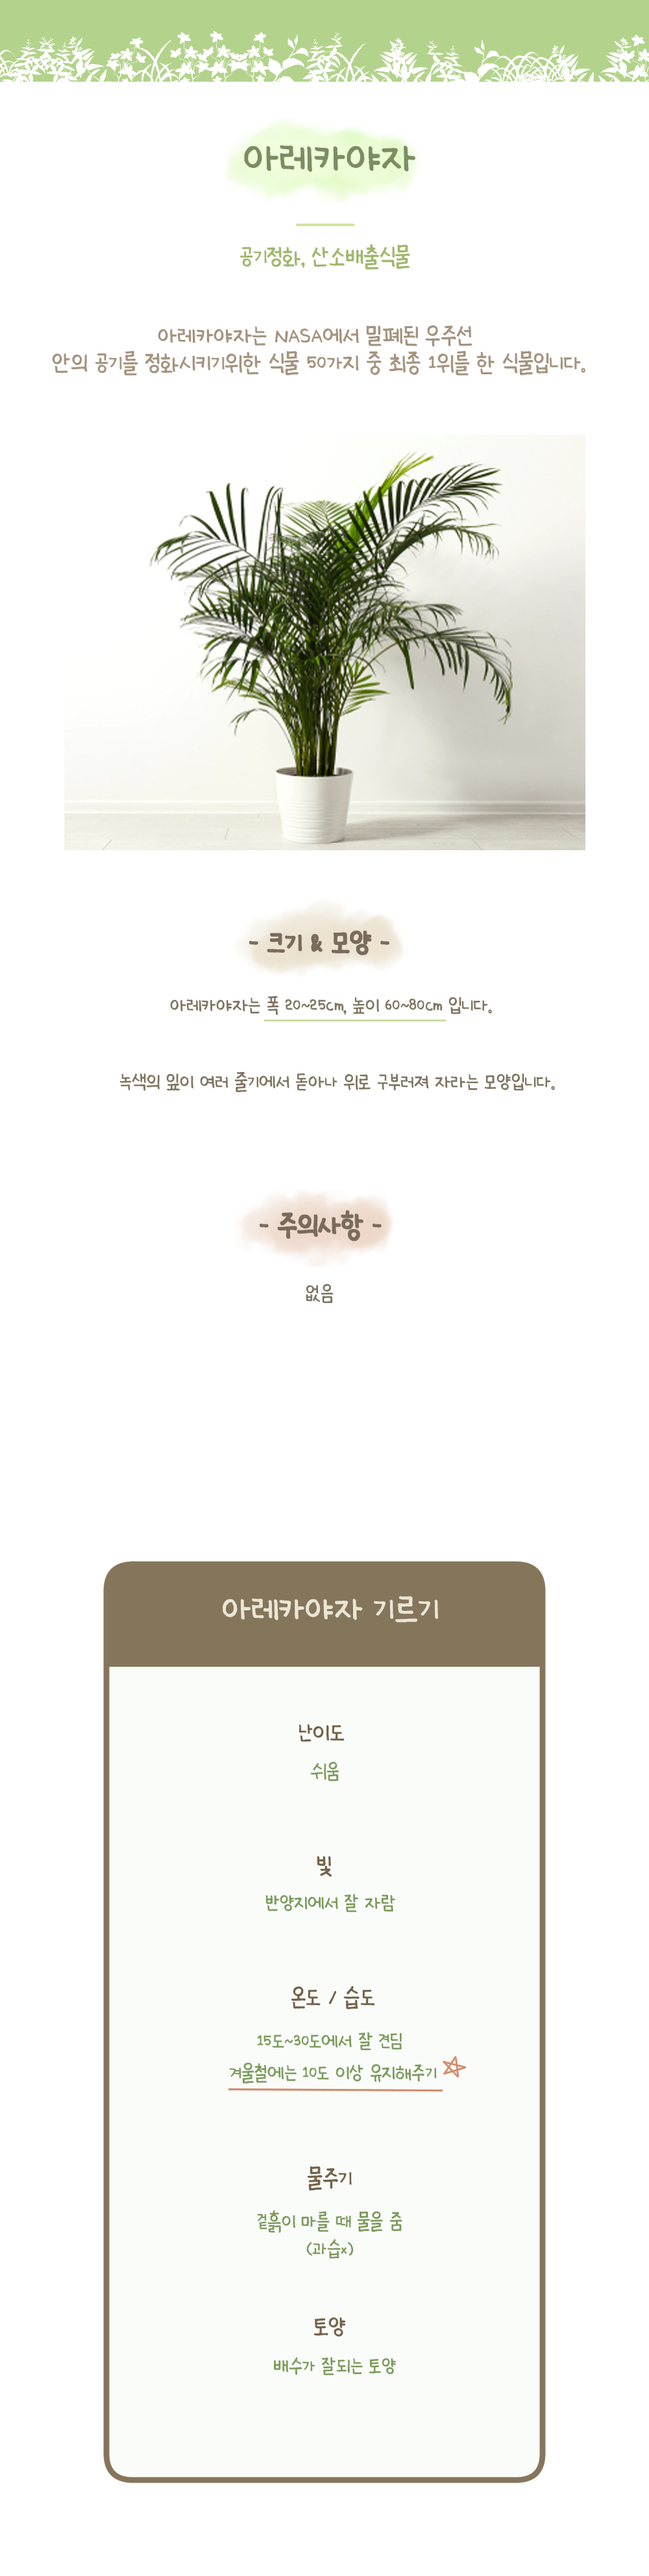 아레카야자
공기정화, 산소배출식물
아레카야자는 NASA에서 밀폐된 우주선
안의 공기를 정화시키기위한 식물 50가지 중 최종 1위를 한 식물입니다.
- 크기 & 모양 -
아레카야자는 폭 20~25cm, 높이 60~80cm 입니다.
녹색의 잎이 여러 줄기에서 돋아나 위로 구부러져 자라는 모양입니다.
- 주의사항 -
없음
아레카야자 기르기
난이도
쉬움
빛
반양지에서 잘 자람
온도 / 습도
15도~30도에서 잘 견딤
겨울철에는 10도 이상 유지해주기
물주기
겉흙이 마를 때 물을 줌
(과습x)
토양
배수가 잘되는 토양